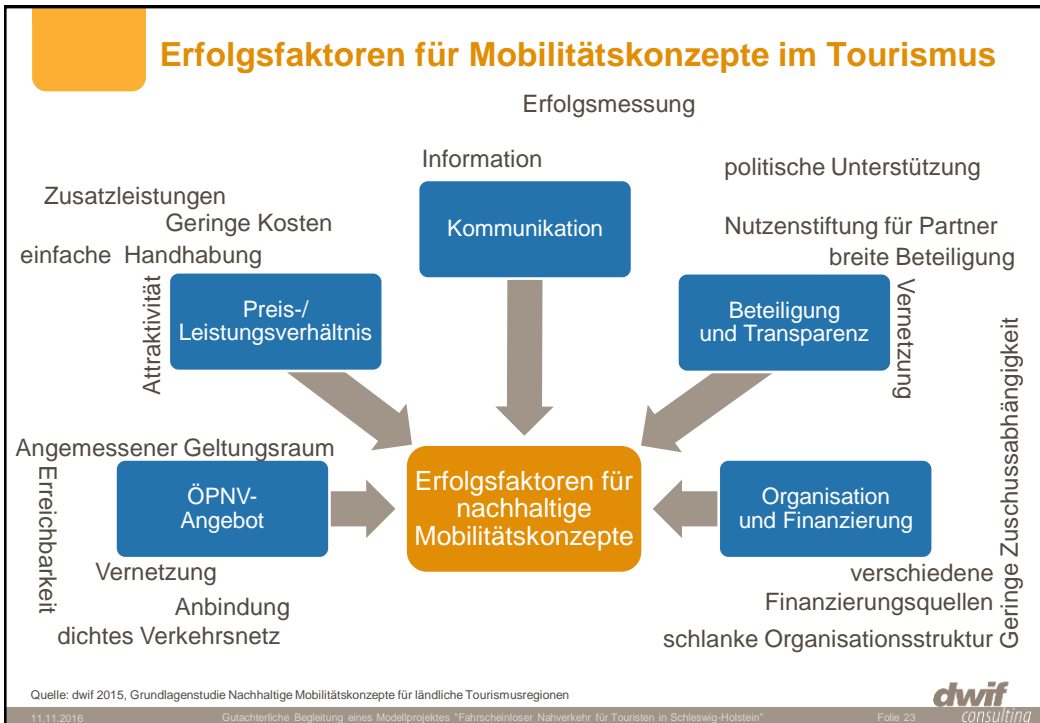 Erfolgsfaktoren für Mobilitätskonzepte im Tourismus
Erfolgsmessung
Information
Kommunikation
politische Unterstützung
Nutzenstiftung für Partner
breite Beteiligung
Vernetzung
Beteiligung
und Transparenz
Zusatzleistungen
Geringe Kosten
einfache Handhabung
Attraktivität
Preis-/
Leistungsverhältnis
Angemessener Geltungsraum
Erreichbarkeit
ÖPNV-
Angebot
Vernetzung
Anbindung
dichtes Verkehrsnetz
Erfolgsfaktoren für
nachhaltige
Mobilitätskonzepte
Organisation
und Finanzierung
Geringe Zuschussabhängigkeit
verschiedene
Finanzierungsquellen
schlanke Organisationsstruktur
Quelle: dwif 2015, Grundlagenstudie Nachhaltige Mobilitätskonzepte für ländliche Tourismusregionen
11.11.2016
Gutachterliche Begleitung eines Modellprojektes "Fahrscheinloser Nahverkehr für Touristen in Schleswig-Holstein"
Folie 23
dwif
consulting